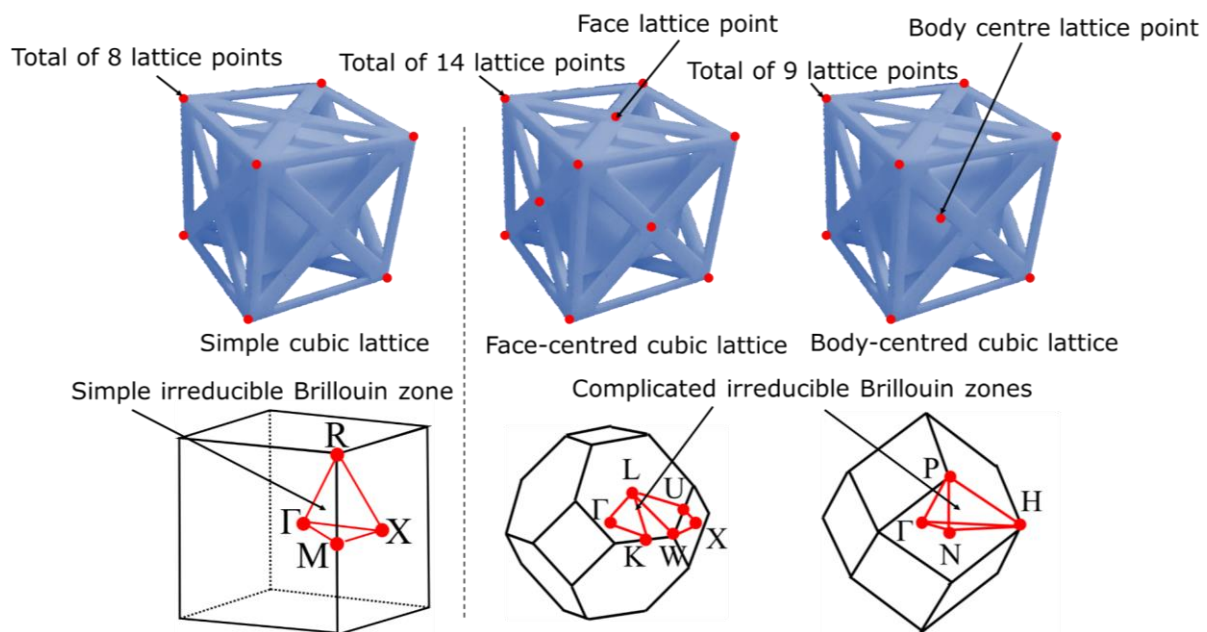 Face lattice point
Body centre lattice point
Total of 8 lattice points
Total of 14 lattice points
Total of 9 lattice points
Simple cubic lattice
Face-centred cubic lattice
Body-centred cubic lattice
Simple irreducible Brillouin zone
Complicated irreducible Brillouin zones
R
Γ
X
M
L
U
Γ
X
K
W
P
H
Γ
N